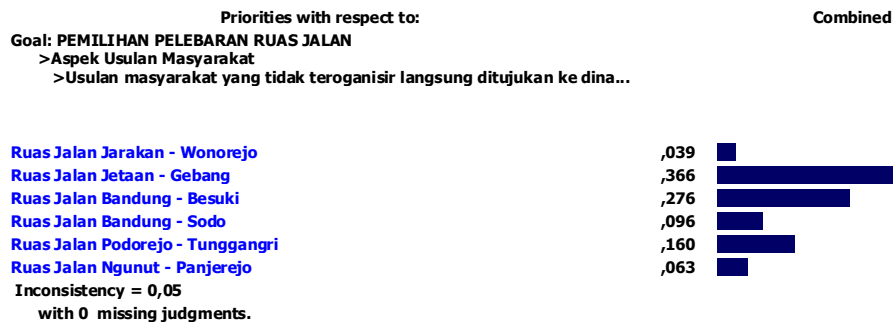 Priorities with respect to: Combined
Goal: PEMILIHAN PELEBARAN RUAS JALAN
>Aspek Usulan Masyarakat
>Usulan masyarakat yang tidak teroganisir langsung ditujukan ke dina...
Ruas Jalan Jarakan - Wonorejo ,039
Ruas Jalan Jetaan - Gebang ,366
Ruas Jalan Bandung - Besuki ,276
Ruas Jalan Bandung - Sodo ,096
Ruas Jalan Podorejo - Tunggangri ,160
Ruas Jalan Ngunut - Panjerejo ,063
Inconsistency = 0,05
with 0 missing judgments.